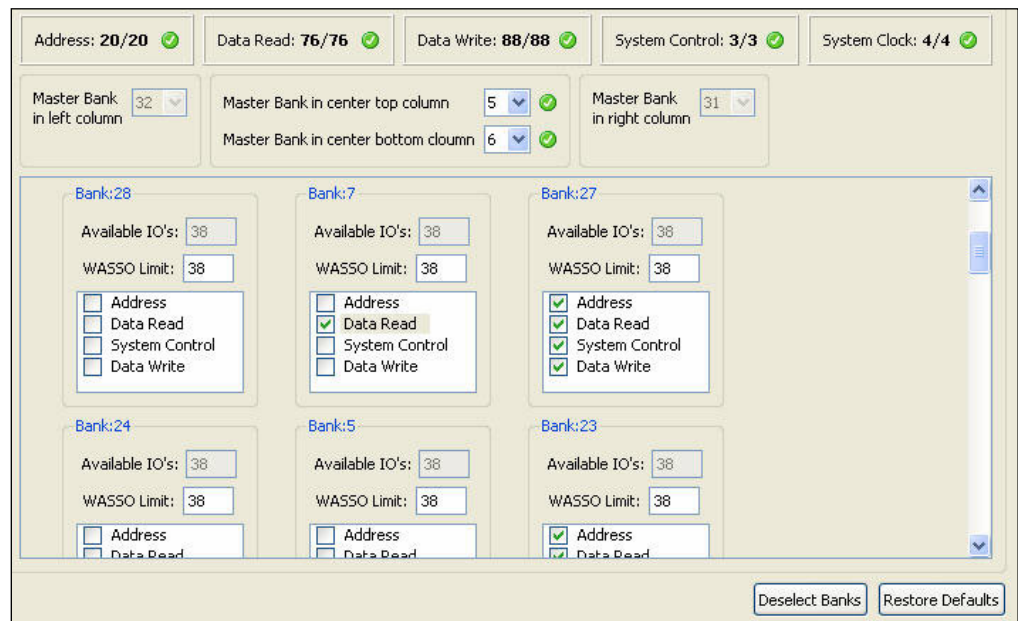 Address: 20/20 Data Read: 76/76 Data Write: 88/88 System Control: 3/3 System Clock: 4/4
Master Bank in left column 32
Master Bank in center top column 5
Master Bank in center bottom cloumn 6
Master Bank in right column 31
Bank:28 Bank:7 Bank:27
Available IO's: 38 Available IO's: 38 Available IO's: 38
WASSO Limit: 38 WASSO Limit: 38 WASSO Limit: 38
Address Address Address
Data Read Data Read Data Read
System Control System Control System Control
Data Write Data Write Data Write
Bank:24 Bank:5 Bank:23
Available IO's: 38 Available IO's: 38 Available IO's: 38
WASSO Limit: 38 WASSO Limit: 38 WASSO Limit: 38
Address Address Address
Data Read Data Read Data Read
Deselect Banks Restore Defaults